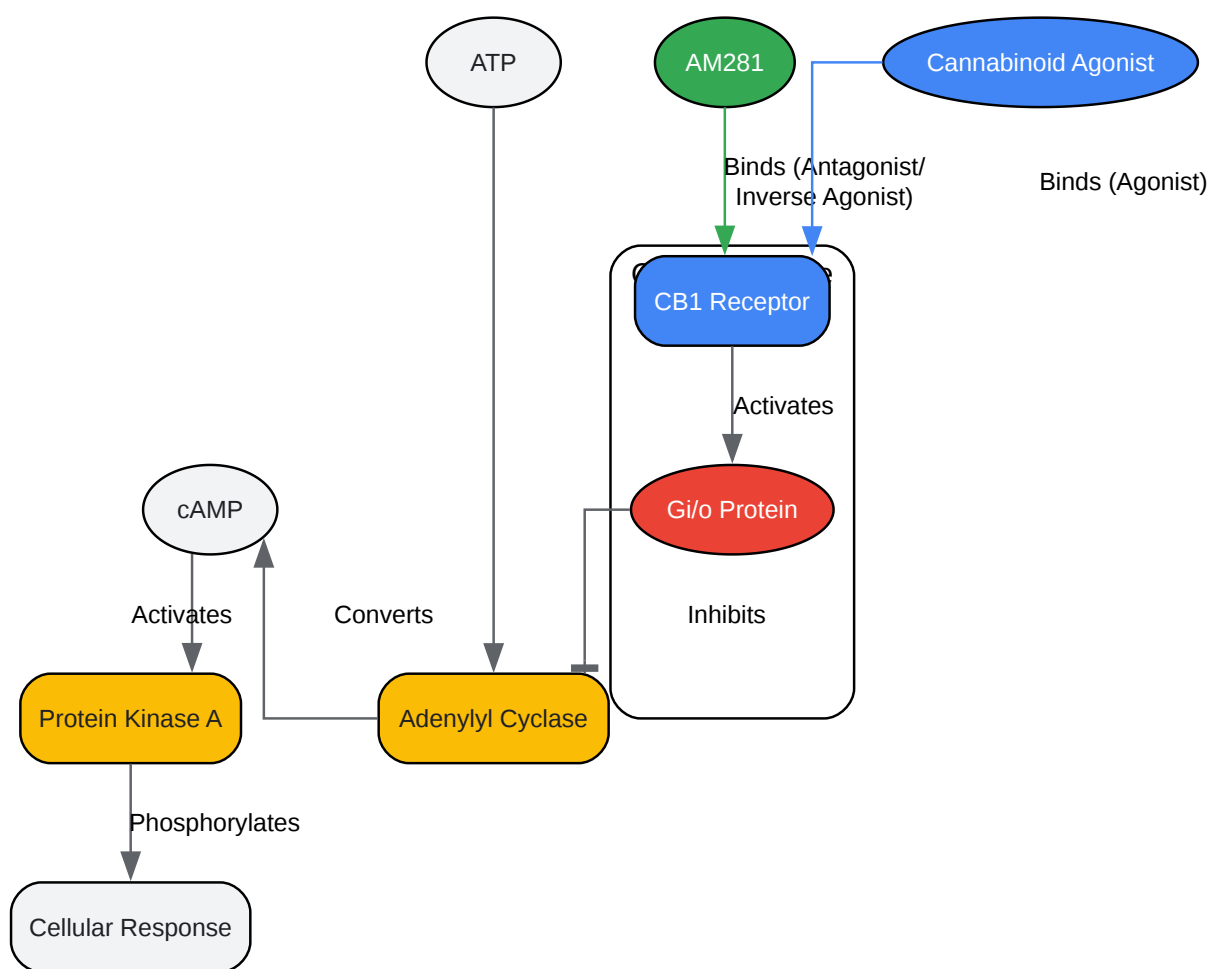 ATP
AM281
Cannabinoid Agonist
Binds (Antagonist/
Inverse Agonist)
Binds (Agonist)
CB1 Receptor
Activates
cAMP
Gi/o Protein
Activates
Converts
Inhibits
Protein Kinase A
Adenylyl Cyclase
Phosphorylates
Cellular Response